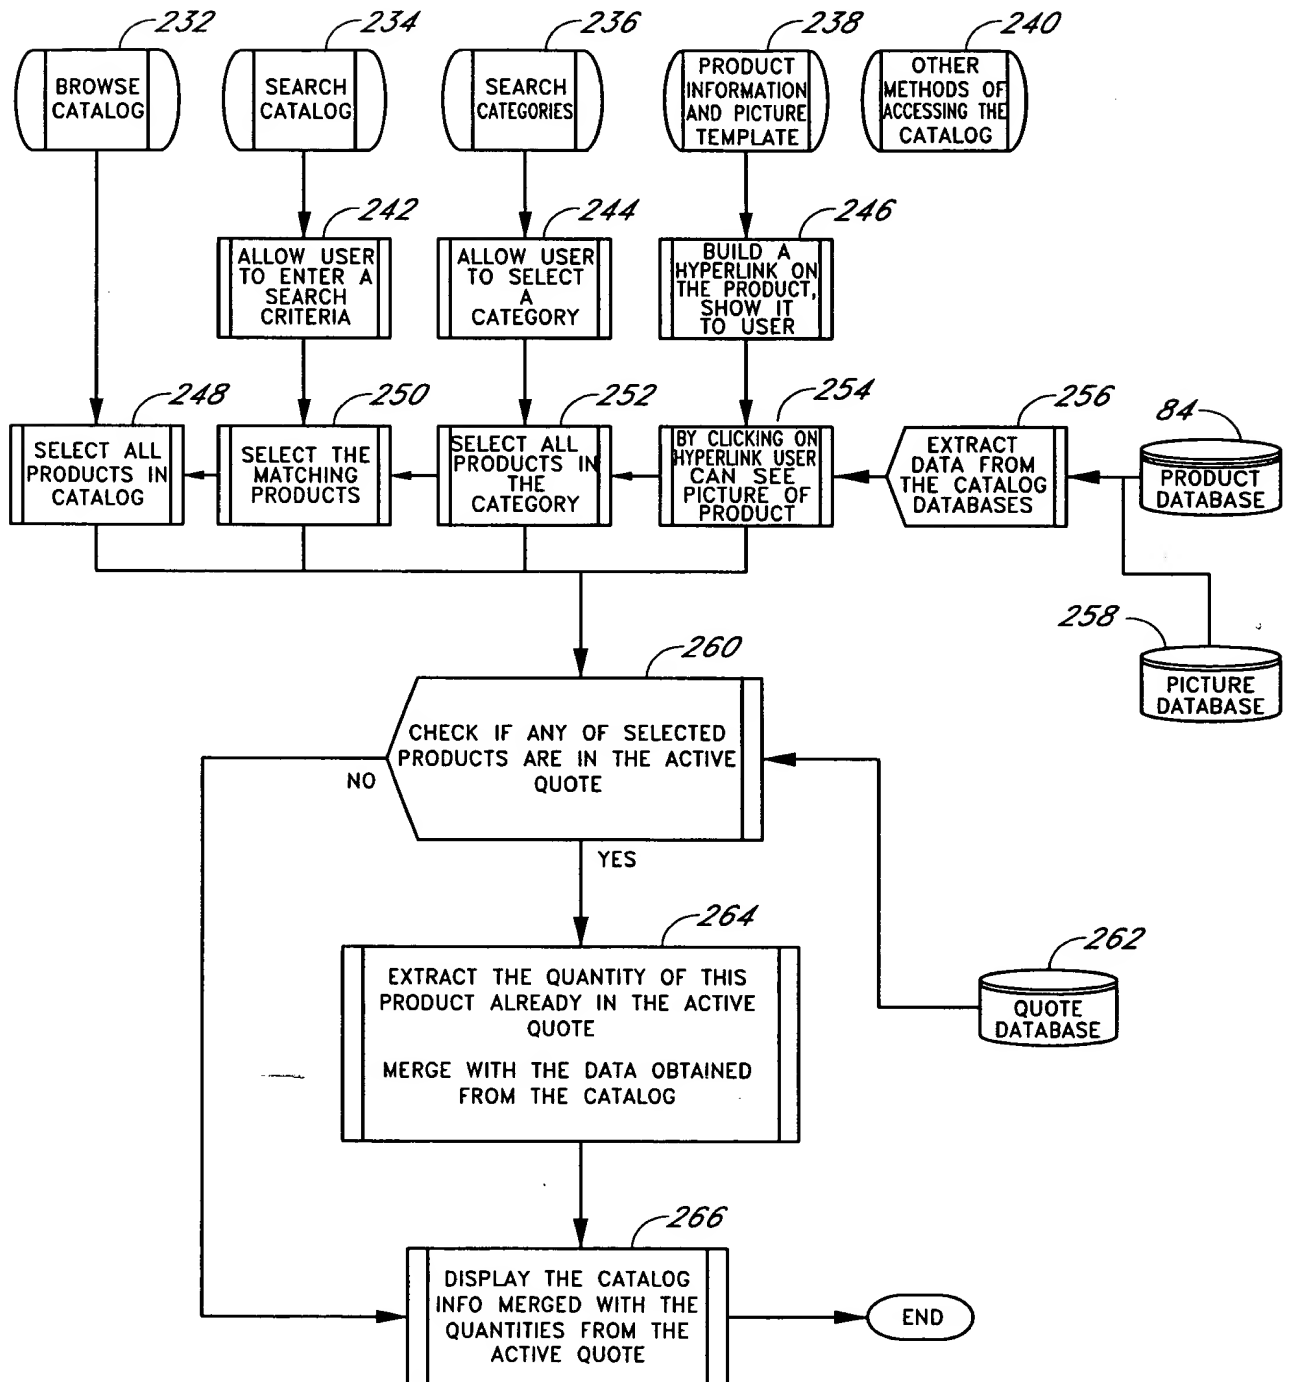 232
234
236
238
240
BROWSE
CATALOG
SEARCH
CATALOG
SEARCH
CATEGORIES
PRODUCT
INFORMATION
AND PICTURE
TEMPLATE
OTHER
METHODS OF
ACCESSING THE
CATALOG
242
244
246
ALLOW USER
TO ENTER A
SEARCH
CRITERIA
ALLOW USER
TO SELECT
A
CATEGORY
BUILD A
HYPERLINK ON
THE PRODUCT,
SHOW IT
TO USER
248
250
252
254
256
84
SELECT ALL
PRODUCTS IN
CATALOG
SELECT THE
MATCHING
PRODUCTS
SELECT ALL
PRODUCTS IN
THE
CATEGORY
BY CLICKING ON
HYPERLINK USER
CAN SEE
PICTURE OF
PRODUCT
EXTRACT
DATA FROM
THE CATALOG
DATABASES
PRODUCT
DATABASE
258
PICTURE
DATABASE
260
CHECK IF ANY OF SELECTED
PRODUCTS ARE IN THE ACTIVE
QUOTE
NO
YES
264
EXTRACT THE QUANTITY OF THIS
PRODUCT ALREADY IN THE ACTIVE
QUOTE
MERGE WITH THE DATA OBTAINED
FROM THE CATALOG
262
QUOTE
DATABASE
266
DISPLAY THE CATALOG
INFO MERGED WITH THE
QUANTITIES FROM THE
ACTIVE QUOTE
END